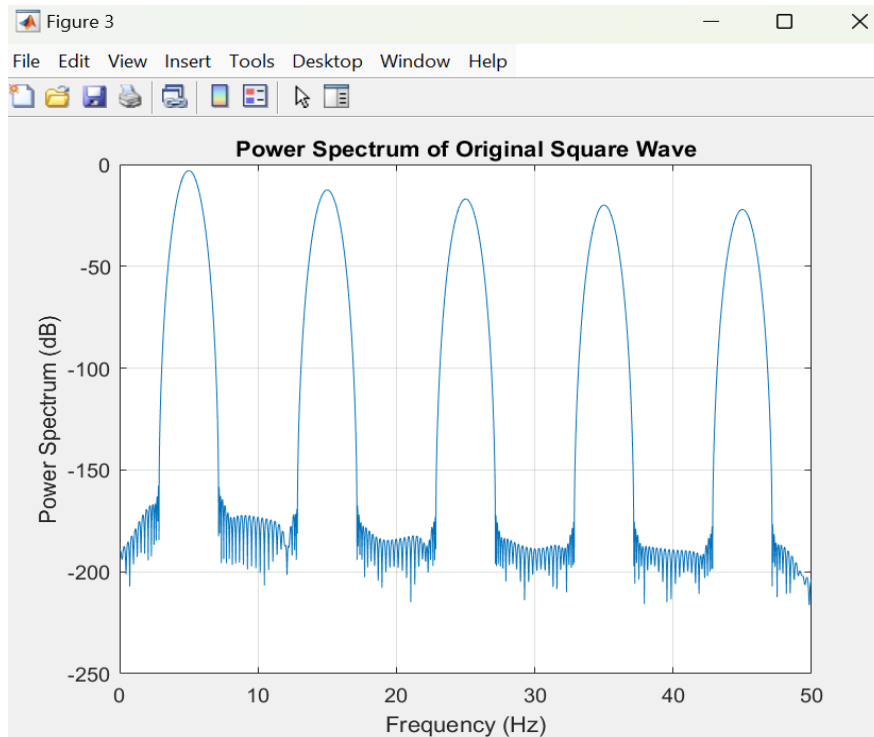 Figure 3
File Edit View Insert Tools Desktop Window Help
Power Spectrum of Original Square Wave
0
-50
-100
-150
-200
-250
Power Spectrum (dB)
0 10 20 30 40 50
Frequency (Hz)